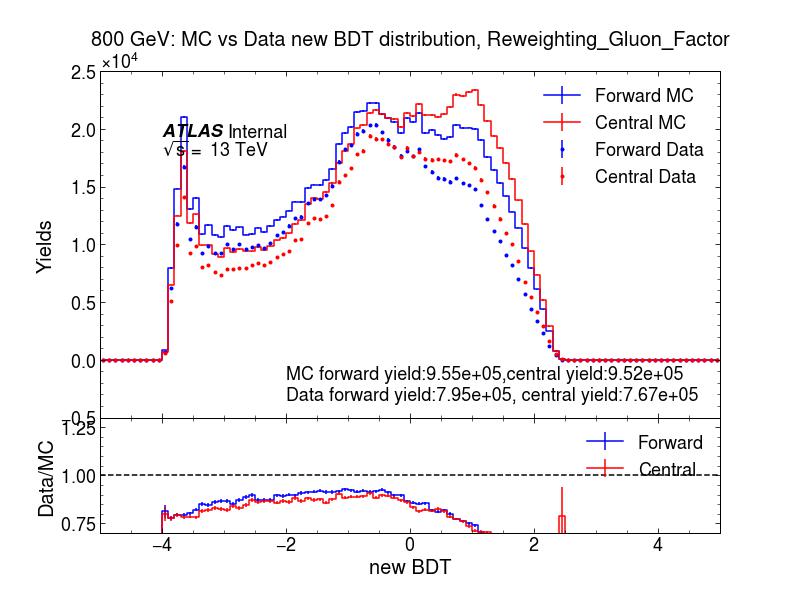 800 GeV: MC vs Data new BDT distribution, Reweighting_Gluon_Factor
×10⁴
2.5
2.0
1.5
1.0
0.5
0.0
−0.5
Yields
ATLAS Internal
√s = 13 TeV
Forward MC
Central MC
Forward Data
Central Data
MC forward yield:9.55e+05,central yield:9.52e+05
Data forward yield:7.95e+05, central yield:7.67e+05
1.25
1.00
0.75
Data/MC
Forward
Central
−4 −2 0 2 4
new BDT